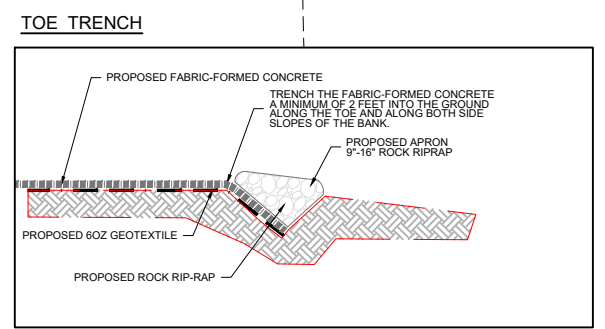 TOE TRENCH
PROPOSED FABRIC-FORMED CONCRETE
TRENCH THE FABRIC-FORMED CONCRETE
A MINIMUM OF 2 FEET INTO THE GROUND
ALONG THE TOE AND ALONG BOTH SIDE
SLOPES OF THE BANK.
PROPOSED APRON
9"-16" ROCK RIPRAP
PROPOSED 6OZ GEOTEXTILE
PROPOSED ROCK RIP-RAP